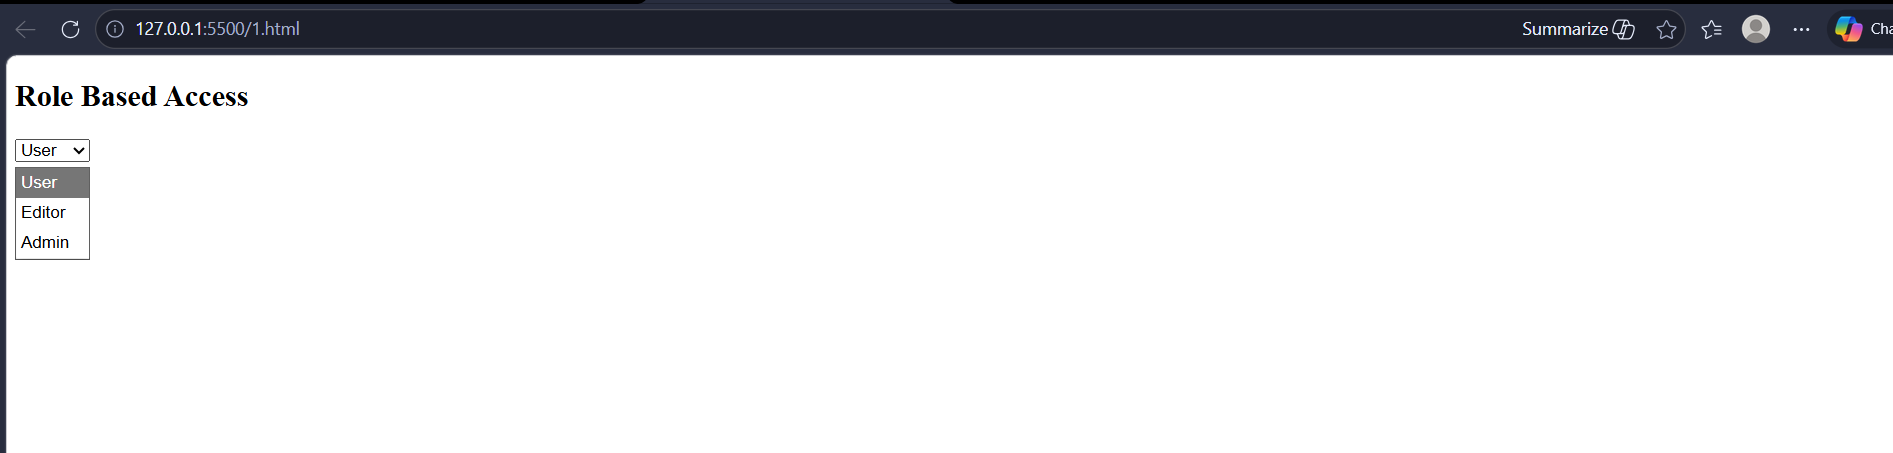 127.0.0.1:5500/1.html
Summarize
Cha
Role Based Access
User
User
Editor
Admin